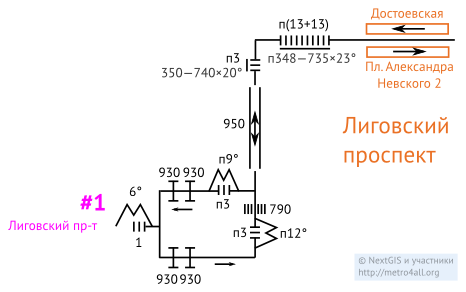 Достоевская
п(13+13)
п348—735×23°
Пл. Александра
Невского 2
п3
350—740×20°
950
Лиговский
проспект
930 930
п9°
#1
6°
п3
Лиговский пр-т
790
1
п3
п12°
930 930
© NextGIS и участники
http://metro4all.org